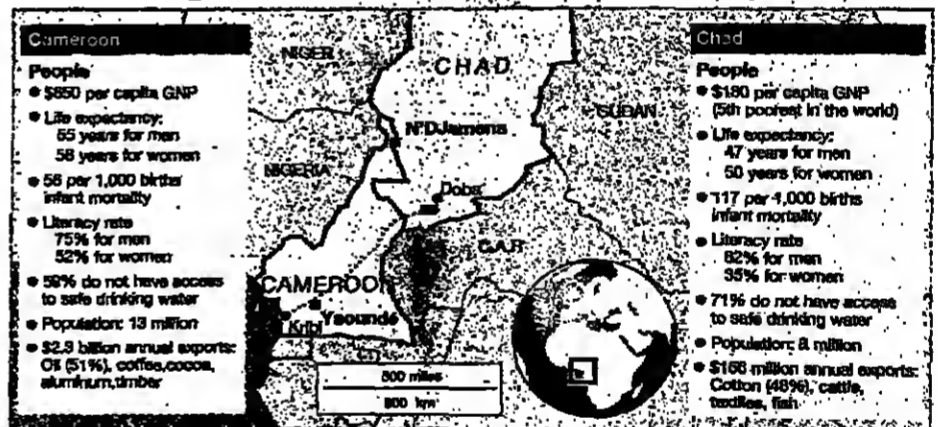 Cameroon
People
• $650 per capita GNP
• Life expectancy:
55 years for men
58 years for women
• 56 per 1,000 births
infant mortality
• Literacy rate
75% for men
52% for women
• 59% do not have access
to safe drinking water
• Population: 13 million
• billion annual exports:
Oil (51%), coffee, cocoa,
aluminum, timber
NIGER
CHAD
SUDAN
N'DJamena
NIGERIA
Doba
CAR
CAMEROON
Yaoundé
Kribi
500 miles
800 km
Chad
People
• $180 per capita GNP
(5th poorest in the world)
• Life expectancy:
47 years for men
50 years for women
• 117 per 1,000 births
infant mortality
• Literacy rate
62% for men
35% for women
• 71% do not have access
to safe drinking water
• Population: million
• million annual exports:
Cotton (48%), cattle,
textiles, fish